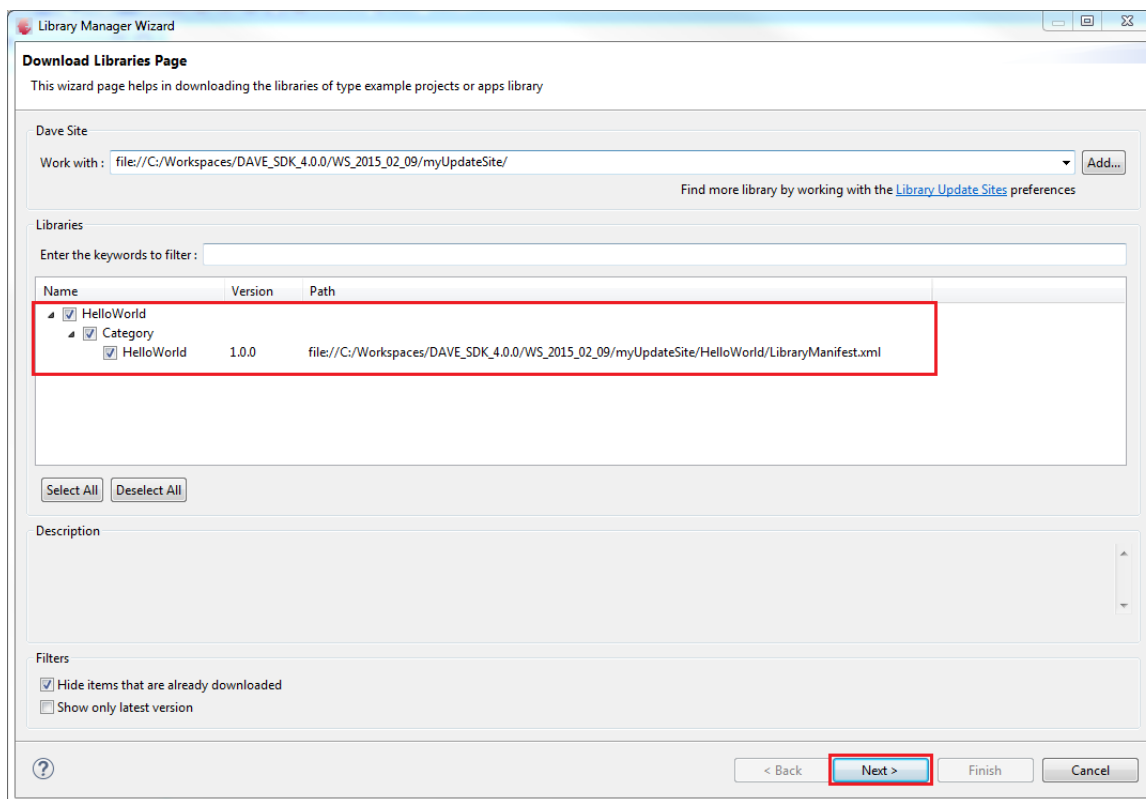 Library Manager Wizard
Download Libraries Page
This wizard page helps in downloading the libraries of type example projects or apps library
Dave Site
Work with : file://C:/Workspaces/DAVE_SDK_4.0.0/WS_2015_02_09/myUpdateSite/ Add...
Find more library by working with the Library Update Sites preferences
Libraries
Enter the keywords to filter :
Name Version Path
HelloWorld
Category
HelloWorld 1.0.0 file://C:/Workspaces/DAVE_SDK_4.0.0/WS_2015_02_09/myUpdateSite/HelloWorld/LibraryManifest.xml
Select All Deselect All
Description
Filters
Hide items that are already downloaded
Show only latest version
? < Back Next > Finish Cancel